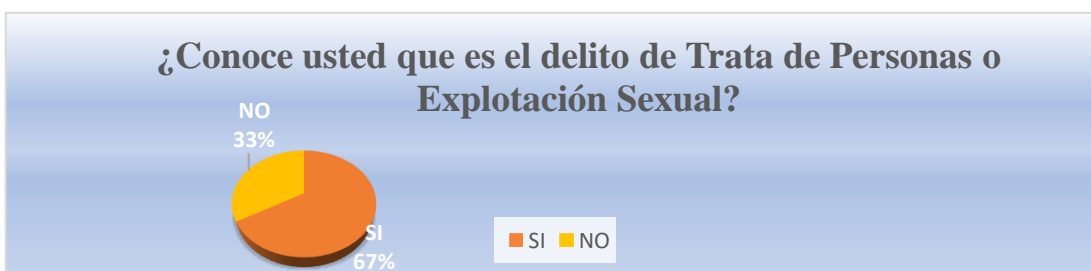 ¿Conoce usted que es el delito de Trata de Personas o
Explotación Sexual?
NO
33%
SI
67%
SI NO